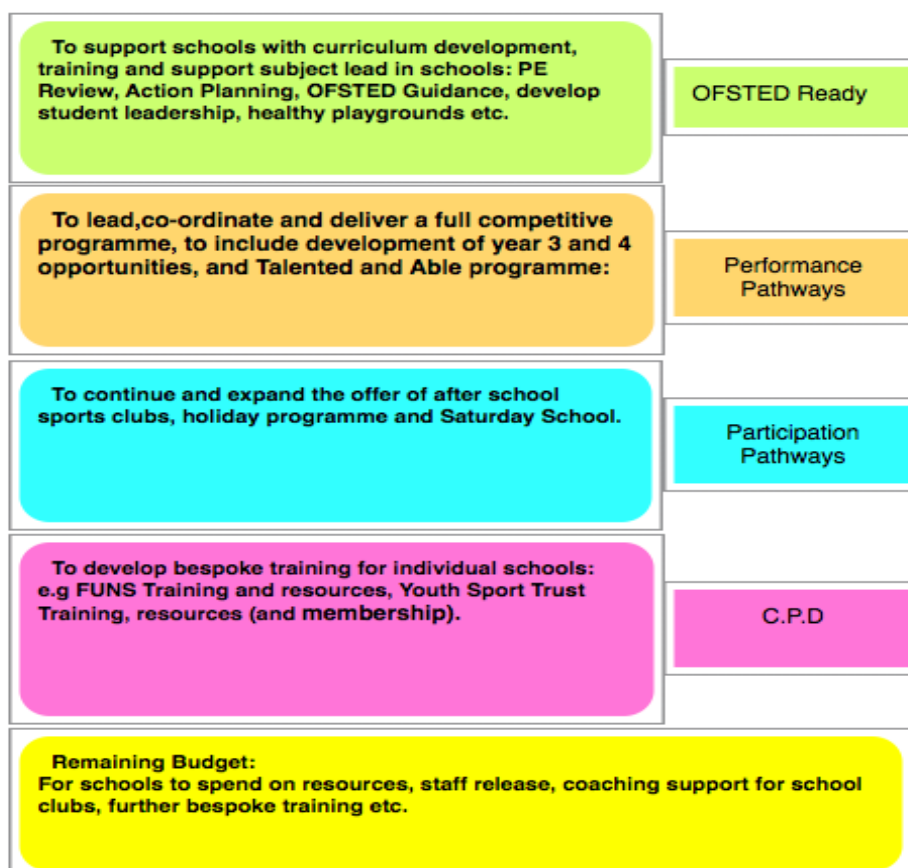 To support schools with curriculum development,
training and support subject lead in schools: PE
Review, Action Planning, OFSTED Guidance, develop
student leadership, healthy playgrounds etc.
OFSTED Ready
To lead,co-ordinate and deliver a full competitive
programme, to include development of year 3 and 4
opportunities, and Talented and Able programme:
Performance
Pathways
To continue and expand the offer of after school
sports clubs, holiday programme and Saturday School.
Participation
Pathways
To develop bespoke training for individual schools:
e.g FUNS Training and resources, Youth Sport Trust
Training, resources (and membership).
C.P.D
Remaining Budget:
For schools to spend on resources, staff release, coaching support for school
clubs, further bespoke training etc.